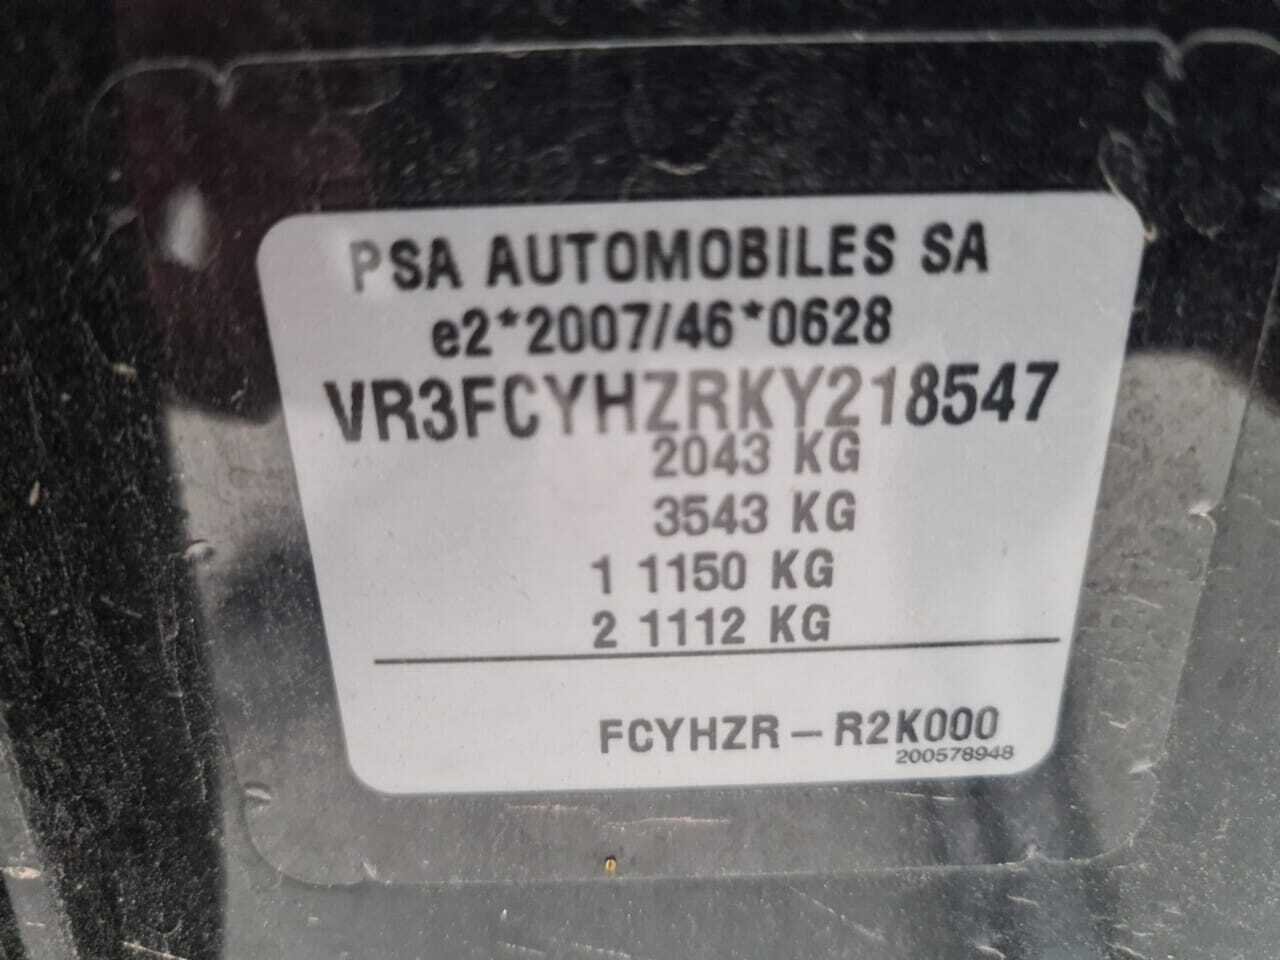 PSA AUTOMOBILES SA
e2*2007/46*0628
VR3FCYHZRKY218547
2043 KG
3543 KG
1 1150 KG
2 1112 KG
FCYHZR – R2K000
200578948